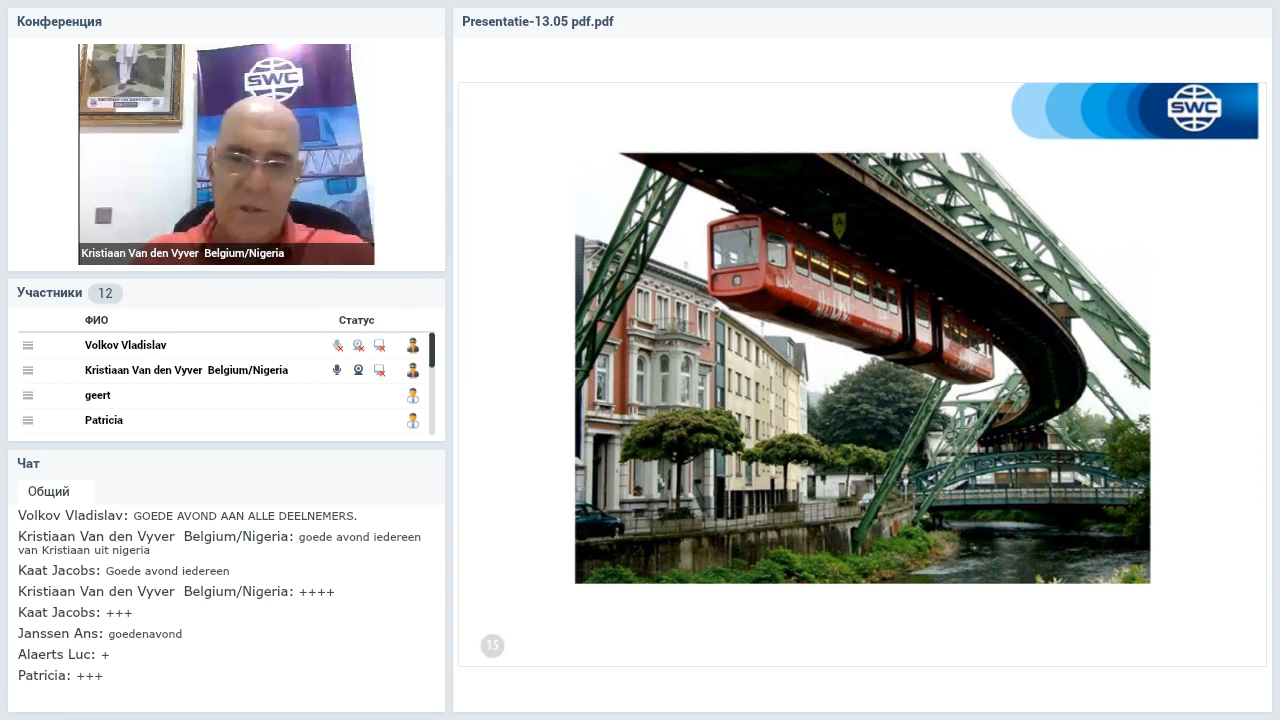 Конференция
SWC
Kristiaan Van den Vyver Belgium/Nigeria
Участники 12
ФИО Статус
Volkov Vladislav
Kristiaan Van den Vyver Belgium/Nigeria
geert
Patricia
Чат
Общий
Volkov Vladislav: GOEDE AVOND AAN ALLE DEELNEMERS.
Kristiaan Van den Vyver Belgium/Nigeria: goede avond iedereen
van Kristiaan uit nigeria
Kaat Jacobs: Goede avond iedereen
Kristiaan Van den Vyver Belgium/Nigeria: ++++
Kaat Jacobs: +++
Janssen Ans: goedenavond
Alaerts Luc: +
Patricia: +++
Presentatie-13.05 pdf.pdf
SWC
15